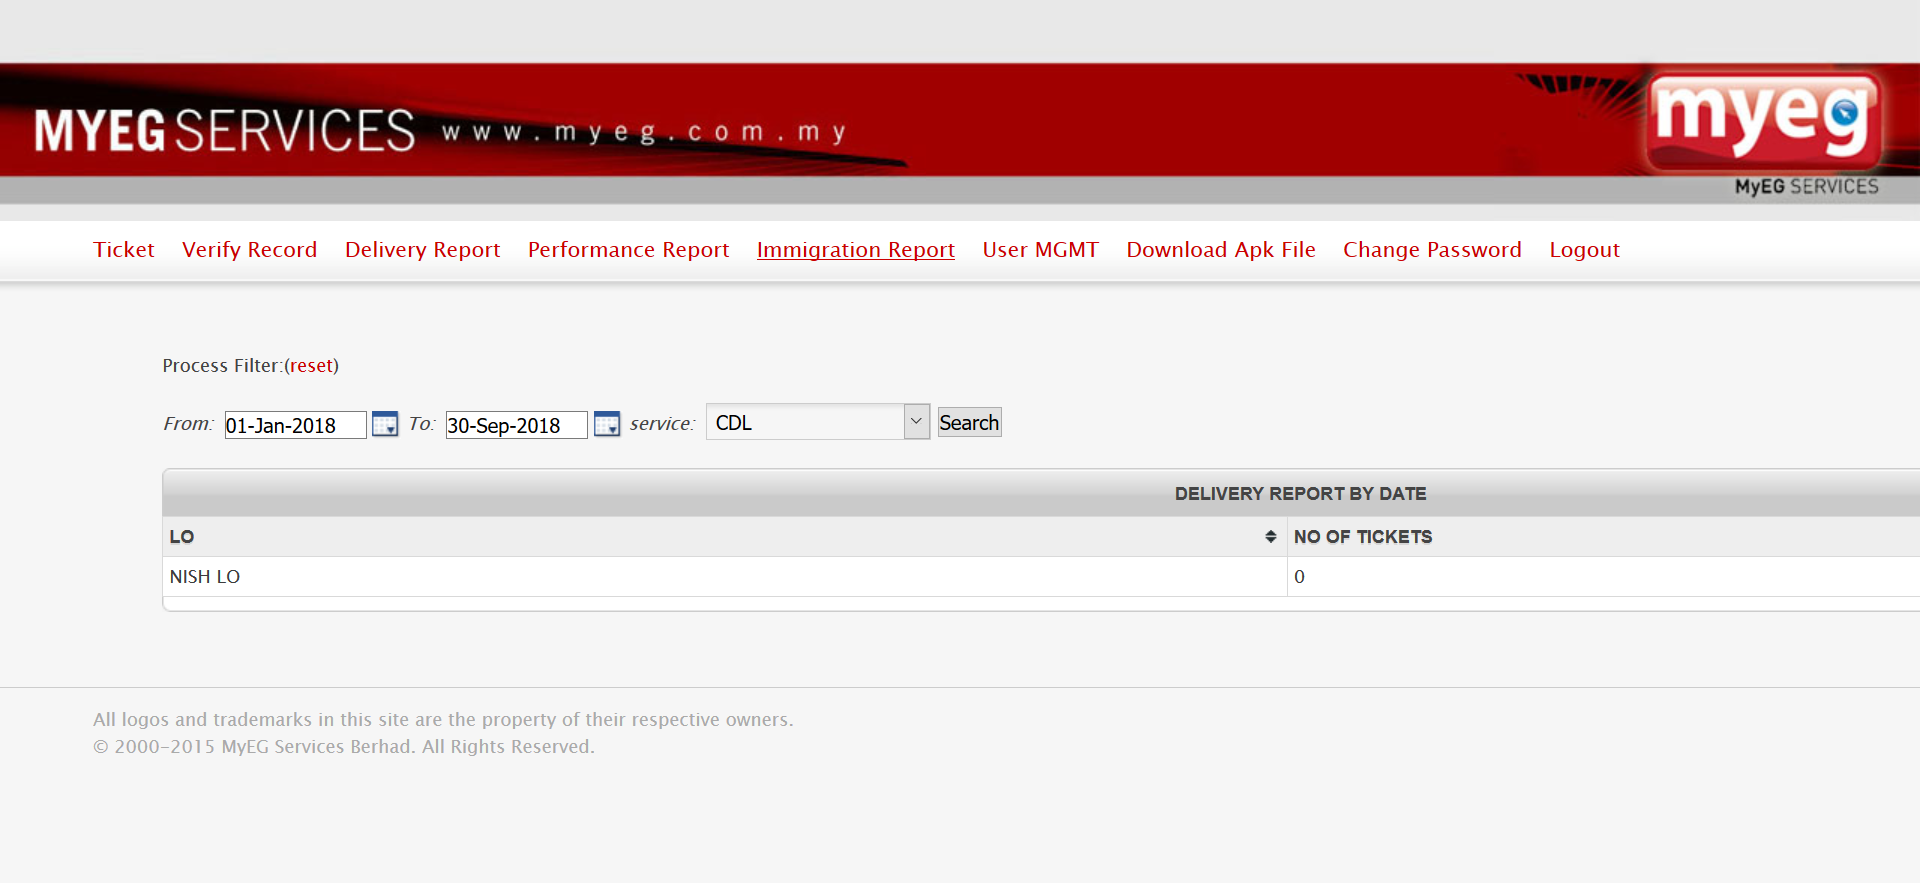 MYEG SERVICES www.myeg.com.my
myeg
MyEG SERVICES
Ticket Verify Record Delivery Report Performance Report Immigration Report User MGMT Download Apk File Change Password Logout
Process Filter:(reset)
From: 01-Jan-2018 To: 30-Sep-2018 service: CDL Search
DELIVERY REPORT BY DATE
LO NO OF TICKETS
NISH LO 0
All logos and trademarks in this site are the property of their respective owners.
© 2000-2015 MyEG Services Berhad. All Rights Reserved.